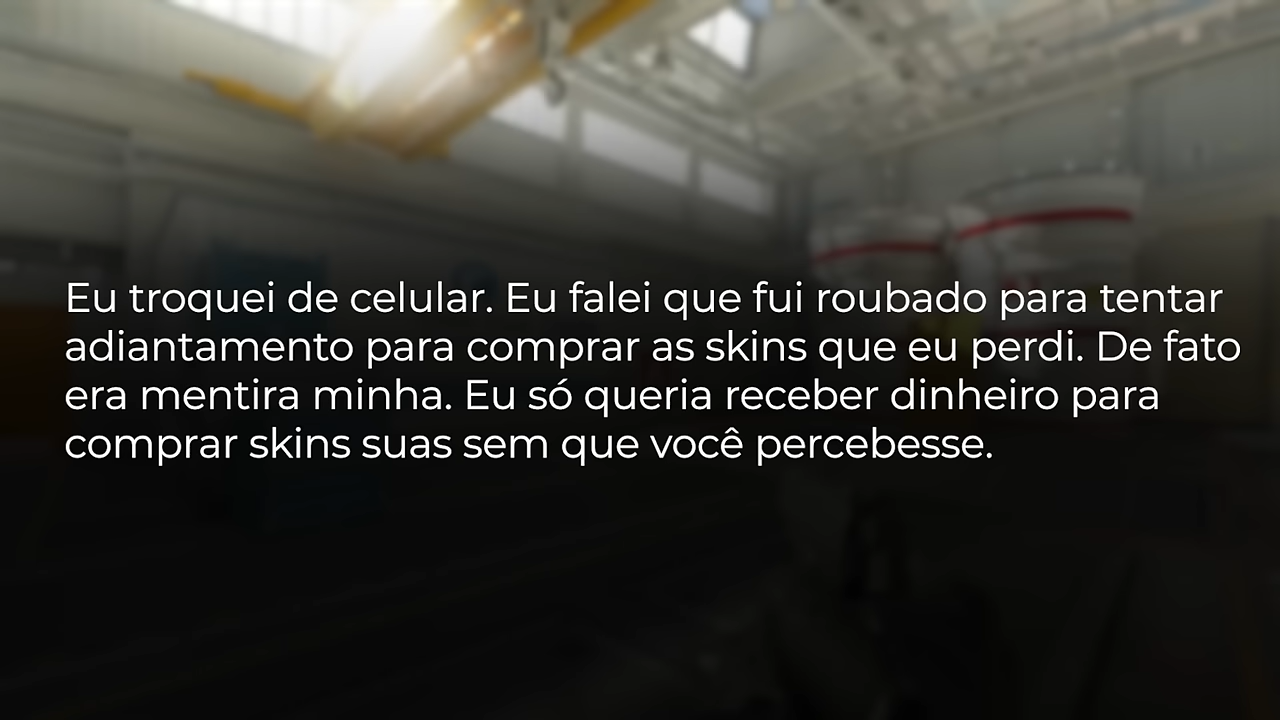 Eu troquei de celular. Eu falei que fui roubado para tentar
adiantamento para comprar as skins que eu perdi. De fato
era mentira minha. Eu só queria receber dinheiro para
comprar skins suas sem que você percebesse.